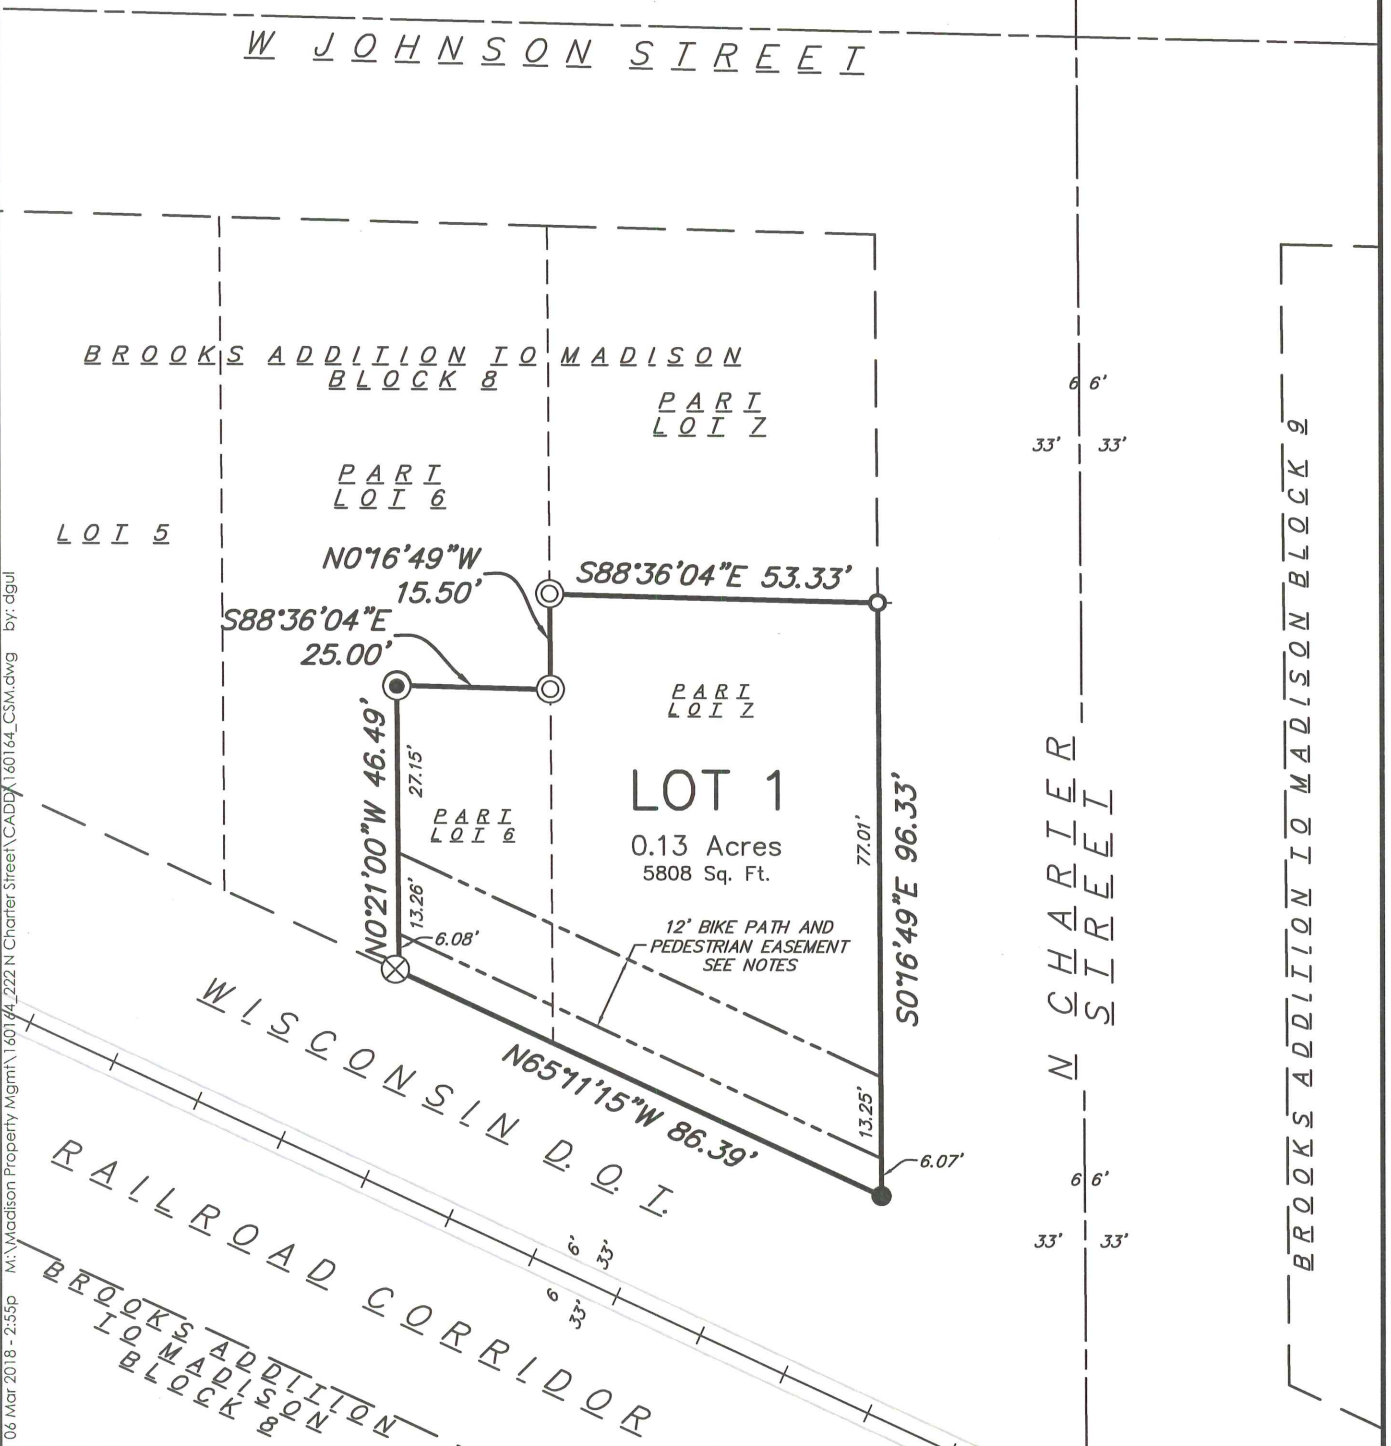 W JOHNSON STREET
BROOKS ADDITION TO MADISON
BLOCK 8
PART
LOT 7
PART
LOT 6
LOT 5
66'
33' 33'
N0°16'49"W
15.50'
S88°36'04"E 53.33'
S88°36'04"E
25.00'
PART
LOT 7
N0°21'00"W 46.49'
27.15'
13.26'
6.08'
PART
LOT 6
LOT 1
0.13 Acres
5808 Sq. Ft.
12' BIKE PATH AND
PEDESTRIAN EASEMENT
SEE NOTES
77.01'
S0°16'49"E 96.33'
13.25'
6.07'
N65°11'15"W 86.39'
N CHARTER
STREET
66'
33' 33'
BROOKS ADDITION TO MADISON BLOCK 9
WISCONSIN D.O.T.
RAILROAD CORRIDOR
6' 33'
6 33'
BROOKS ADDITION
TO MADISON
BLOCK 8
06 Mar 2018 - 2:55p M:\Madison Property Mgmt\160164_222 N Charter Street\CADD\160164_CSM.dwg by: dgul